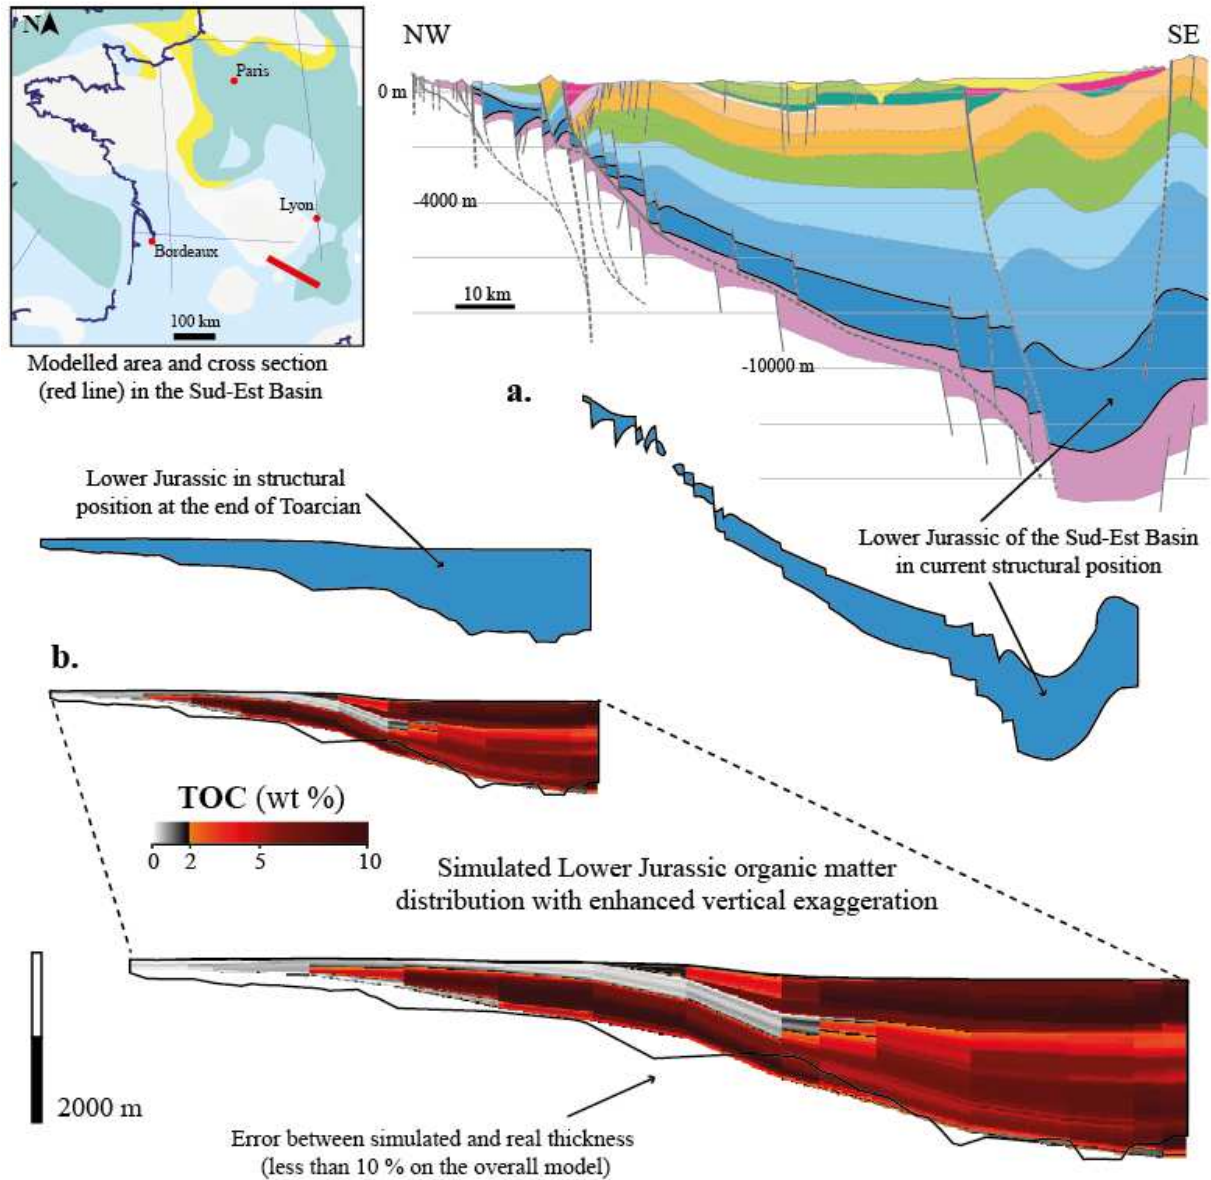 N
Paris
Lyon
Bordeaux
100 km
Modelled area and cross section
(red line) in the Sud-Est Basin
NW
SE
0 m
-4000 m
10 km
-10000 m
a.
Lower Jurassic in structural
position at the end of Toarcian
Lower Jurassic of the Sud-Est Basin
in current structural position
b.
TOC (wt %)
0 2 5 10
Simulated Lower Jurassic organic matter
distribution with enhanced vertical exaggeration
2000 m
Error between simulated and real thickness
(less than 10 % on the overall model)